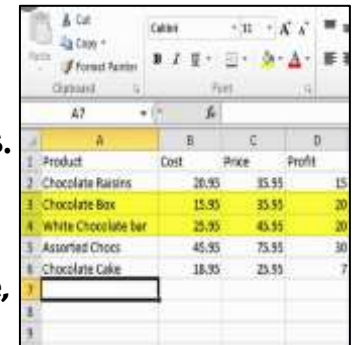 Cut
Calibri 11 A A
Copy
Paste Format Painter B I U A
Clipboard Font
A7 fx
s.
A B C D
1 Product Cost Price Profit
2 Chocolate Raisins 20.95 35.95 15
3 Chocolate Box 15.95 35.95 20
4 White Chocolate bar 25.95 45.95 20
5 Assorted Chocs 45.95 75.95 30
6 Chocolate Cake 18.95 25.95 7
e,
7
8
9